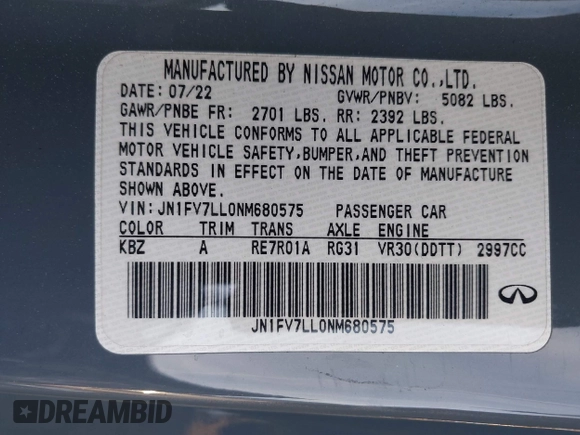 MANUFACTURED BY NISSAN MOTOR CO.,LTD.
DATE: 07/22 GVWR/PNBV: 5082 LBS.
GAWR/PNBE FR: 2701 LBS. RR: 2392 LBS.
THIS VEHICLE CONFORMS TO ALL APPLICABLE FEDERAL
MOTOR VEHICLE SAFETY,BUMPER,AND THEFT PREVENTION
STANDARDS IN EFFECT ON THE DATE OF MANUFACTURE
SHOWN ABOVE.
VIN:JN1FV7LL0NM680575 PASSENGER CAR
COLOR TRIM TRANS AXLE ENGINE
KBZ A RE7R01A RG31 VR30(DDTT) 2997CC
JN1FV7LL0NM680575
DREAMBID